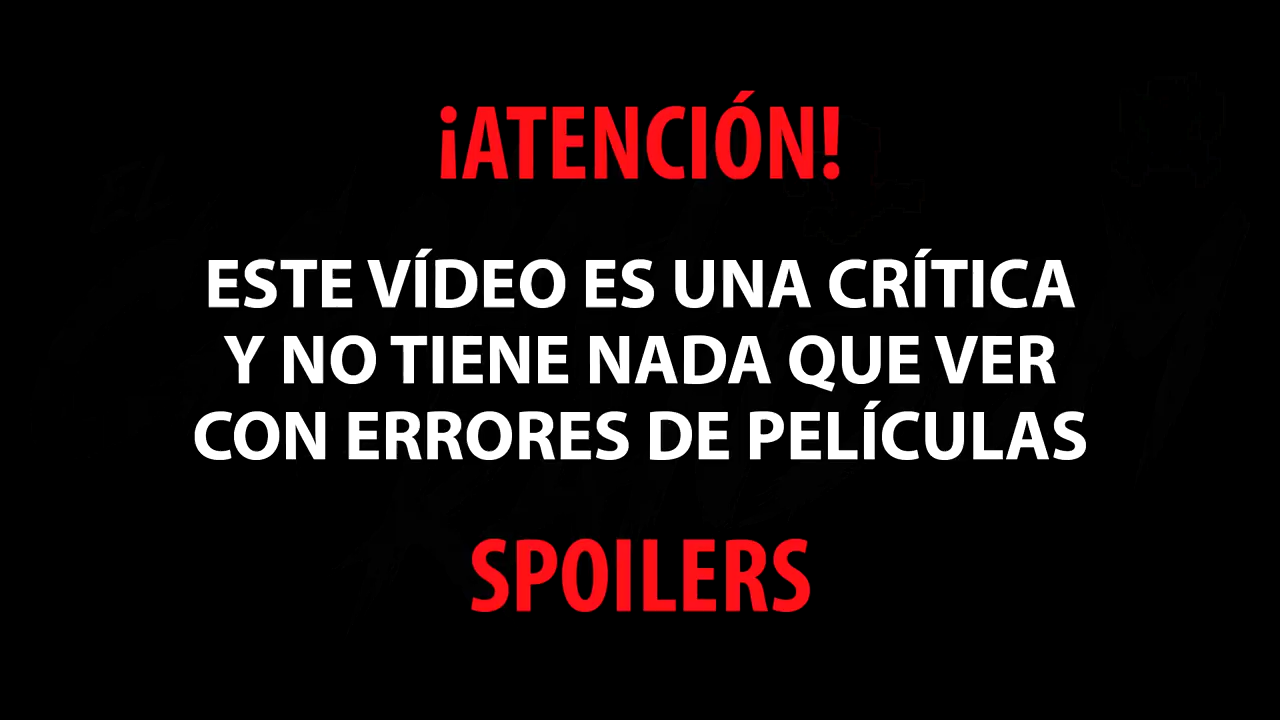 ¡ATENCIÓN!
ESTE VÍDEO ES UNA CRÍTICA
Y NO TIENE NADA QUE VER
CON ERRORES DE PELÍCULAS
SPOILERS